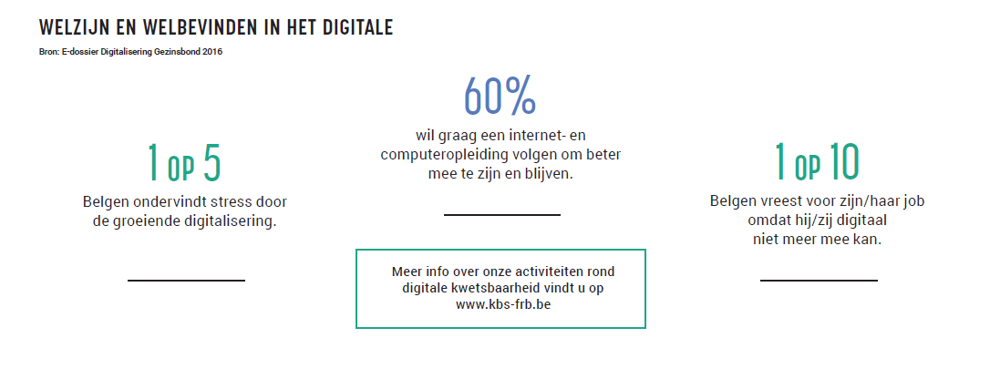 WELZIJN EN WELBEVINDEN IN HET DIGITALE
Bron: E-dossier Digitalisering Gezinsbond 2016
1 OP 5
Belgen ondervindt stress door
de groeiende digitalisering.
60%
wil graag een internet- en
computeropleiding volgen om beter
mee te zijn en blijven.
Meer info over onze activiteiten rond
digitale kwetsbaarheid vindt u op
www.kbs-frb.be
1 OP 10
Belgen vreest voor zijn/haar job
omdat hij/zij digitaal
niet meer mee kan.